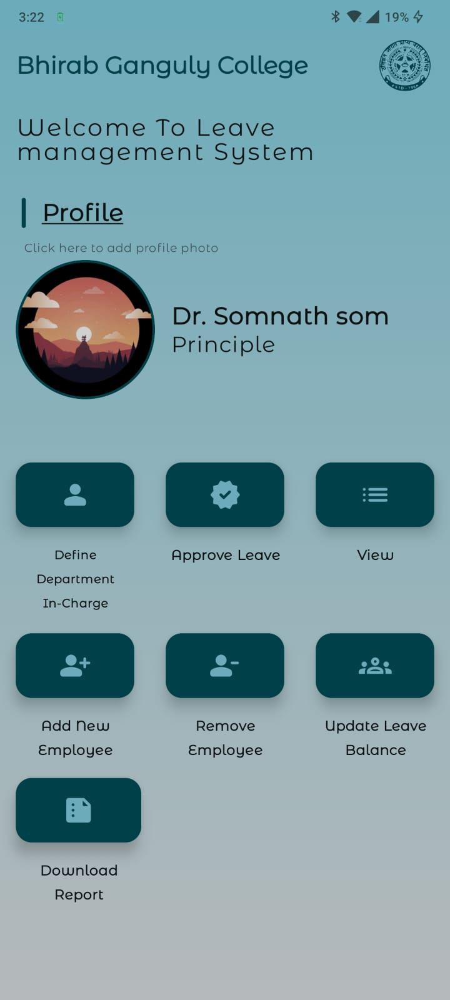 3:22
19%
Bhirab Ganguly College
Welcome To Leave
management System
Profile
Click here to add profile photo
Dr. Somnath som
Principle
Define
Department
In-Charge
Approve Leave
View
Add New
Employee
Remove
Employee
Update Leave
Balance
Download
Report